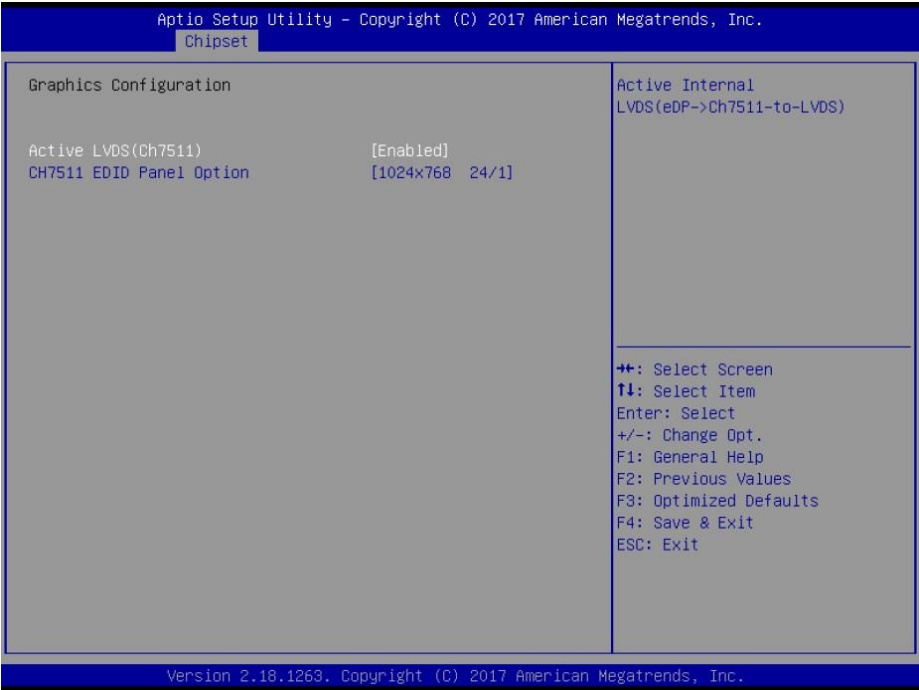 Aptio Setup Utility – Copyright (C) 2017 American Megatrends, Inc.
Chipset
Graphics Configuration
Active LVDS(Ch7511) [Enabled]
CH7511 EDID Panel Option [1024x768 24/1]
Active Internal
LVDS(eDP->Ch7511-to-LVDS)
→←: Select Screen
↑↓: Select Item
Enter: Select
+/-: Change Opt.
F1: General Help
F2: Previous Values
F3: Optimized Defaults
F4: Save & Exit
ESC: Exit
Version 2.18.1263. Copyright (C) 2017 American Megatrends, Inc.